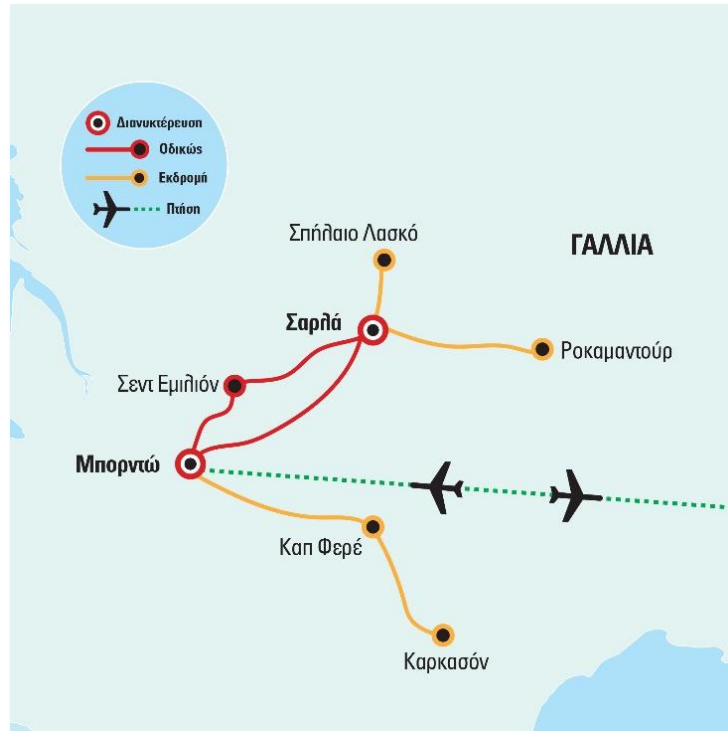 Διανυκτέρευση
Οδικώς
Εκδρομή
Πτήση
Σπήλαιο Λασκό
ΓΑΛΛΙΑ
Σαρλά
Ροκαμαντούρ
Σεντ Εμιλιόν
Μπορντώ
Καπ Φερέ
Καρκασόν